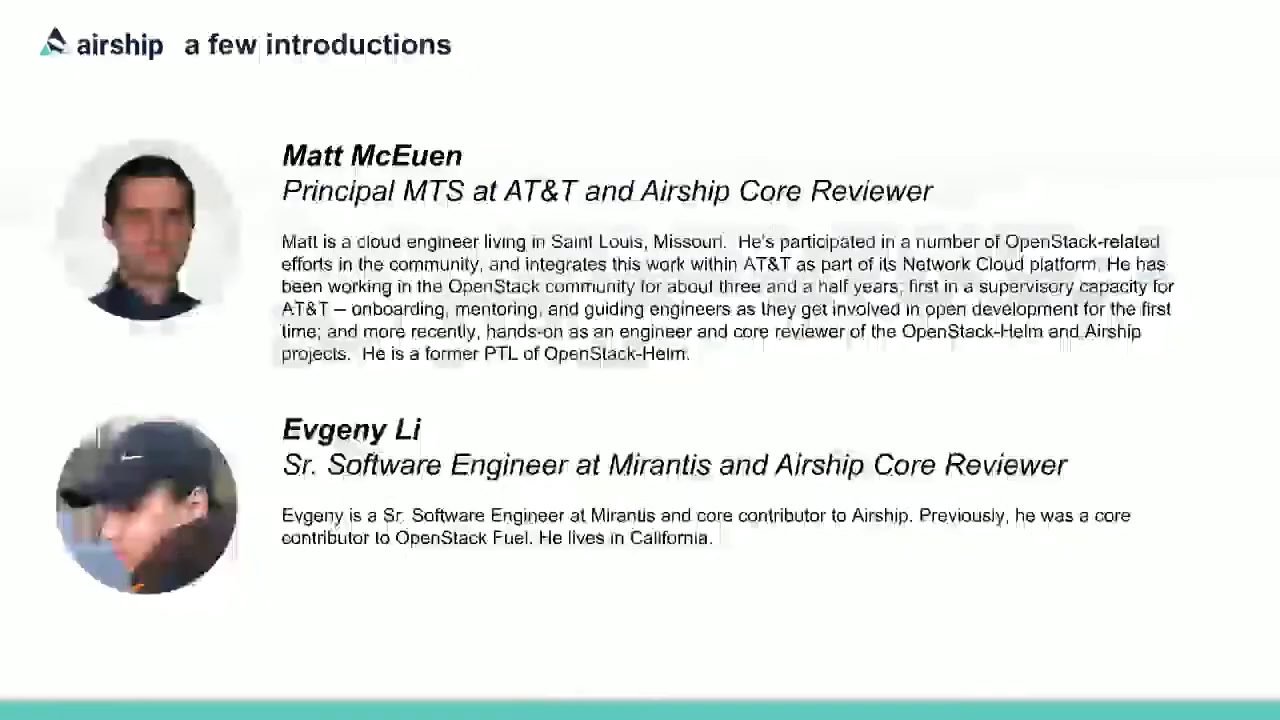 airship a few introductions
Matt McEuen
Principal MTS at AT&T and Airship Core Reviewer
Matt is a cloud engineer living in Saint Louis, Missouri. He's participated in a number of OpenStack-related
efforts in the community, and integrates this work within AT&T as part of its Network Cloud platform. He has
been working in the OpenStack community for about three and a half years; first in a supervisory capacity for
AT&T – onboarding, mentoring, and guiding engineers as they get involved in open development for the first
time; and more recently, hands-on as an engineer and core reviewer of the OpenStack-Helm and Airship
projects. He is a former PTL of OpenStack-Helm.
Evgeny Li
Sr. Software Engineer at Mirantis and Airship Core Reviewer
Evgeny is a Sr. Software Engineer at Mirantis and core contributor to Airship. Previously, he was a core
contributor to OpenStack Fuel. He lives in California.